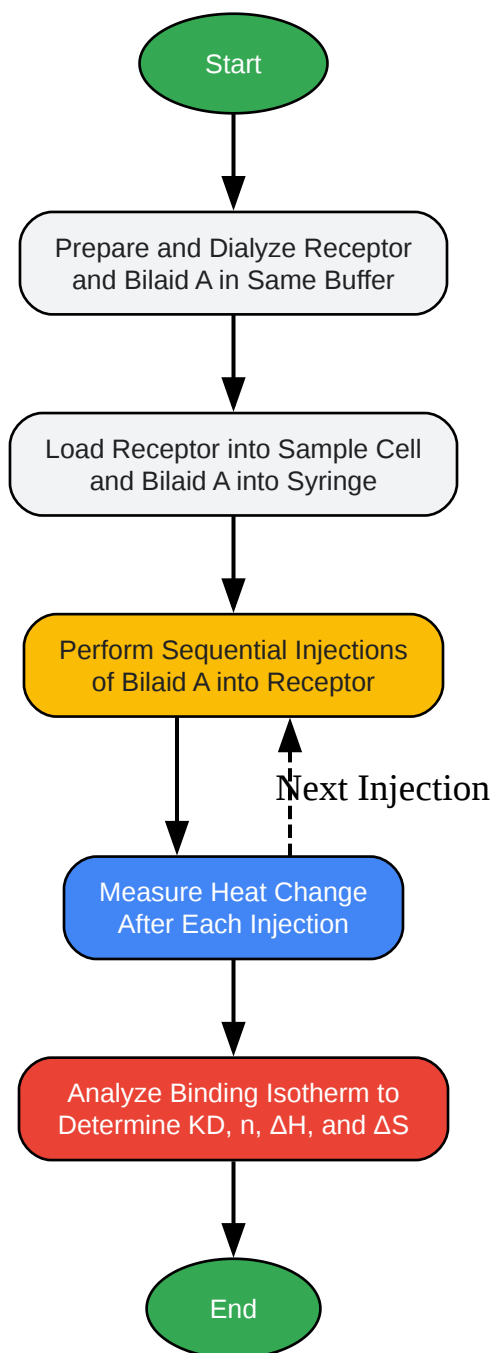 Start
Prepare and Dialyze Receptor
and Bilaid A in Same Buffer
Load Receptor into Sample Cell
and Bilaid A into Syringe
Perform Sequential Injections
of Bilaid A into Receptor
Next Injection
Measure Heat Change
After Each Injection
Analyze Binding Isotherm to
Determine KD, n, ΔH, and ΔS
End